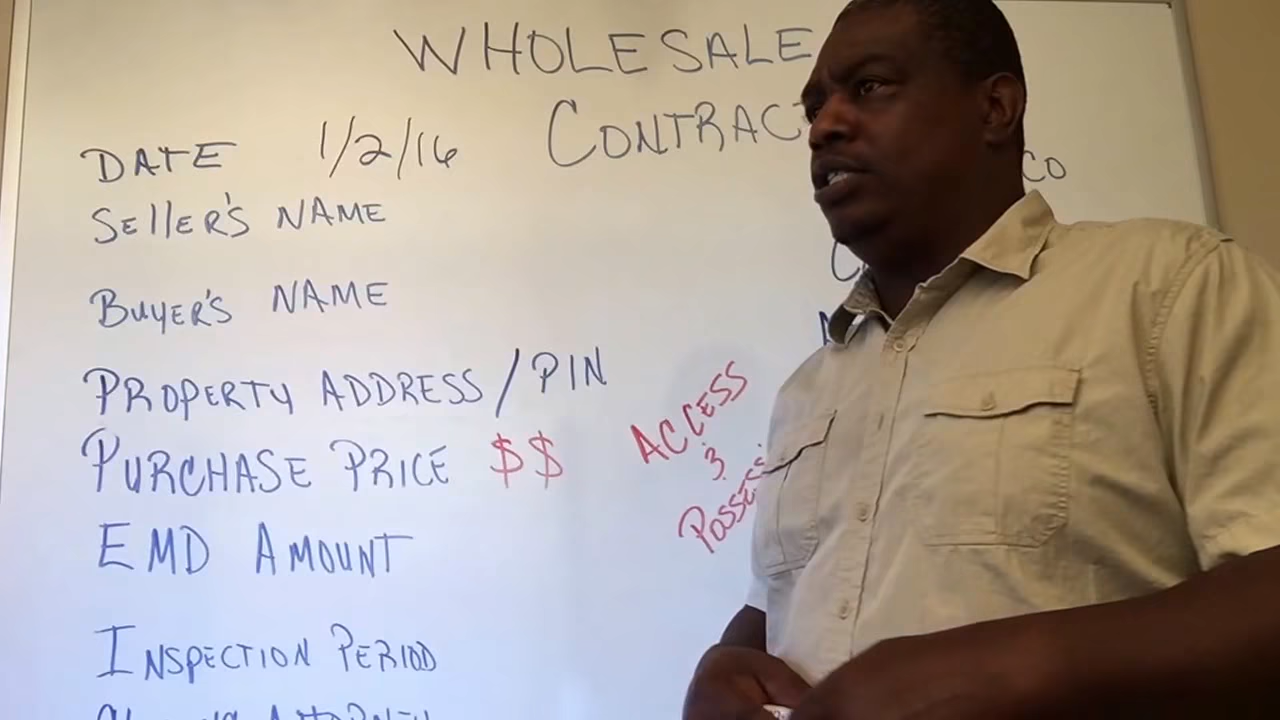 WHOLESALE
CONTRAC
DATE 1/2/16
SELLER'S NAME
BUYER'S NAME
PROPERTY ADDRESS / PIN
PURCHASE PRICE $$
EMD AMOUNT
INSPECTION PERIOD
ACCESS
&
POSSESS
CO